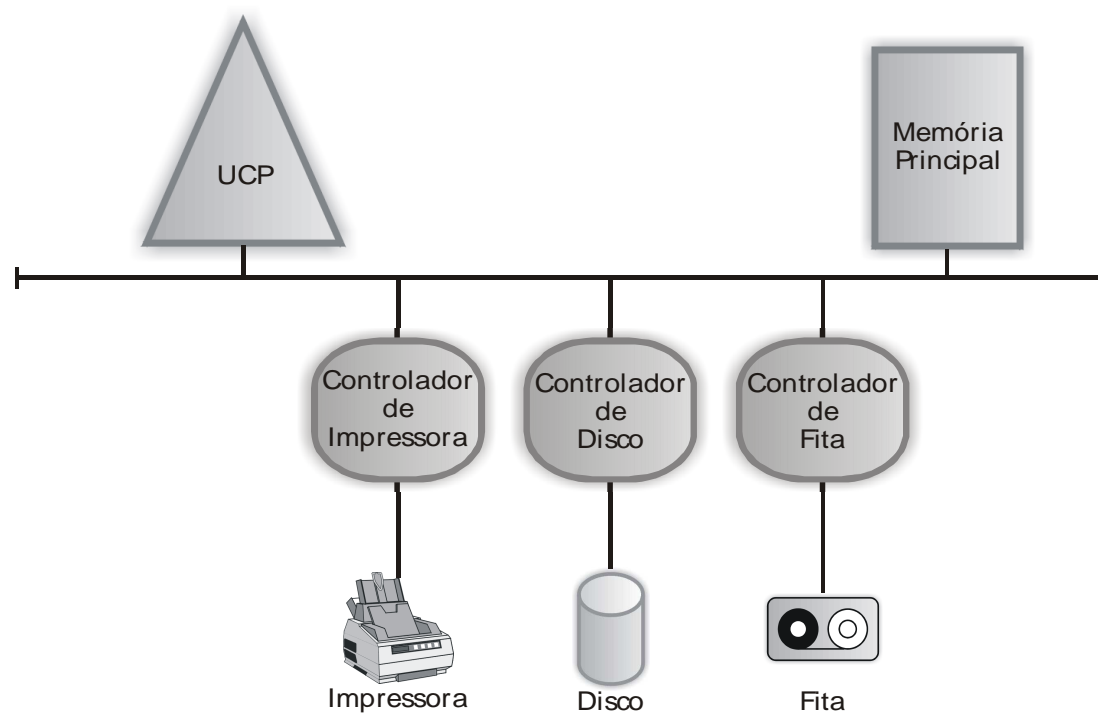 UCP
Memória
Principal
Controlador
de
Impressora
Controlador
de
Disco
Controlador
de
Fita
Impressora
Disco
Fita